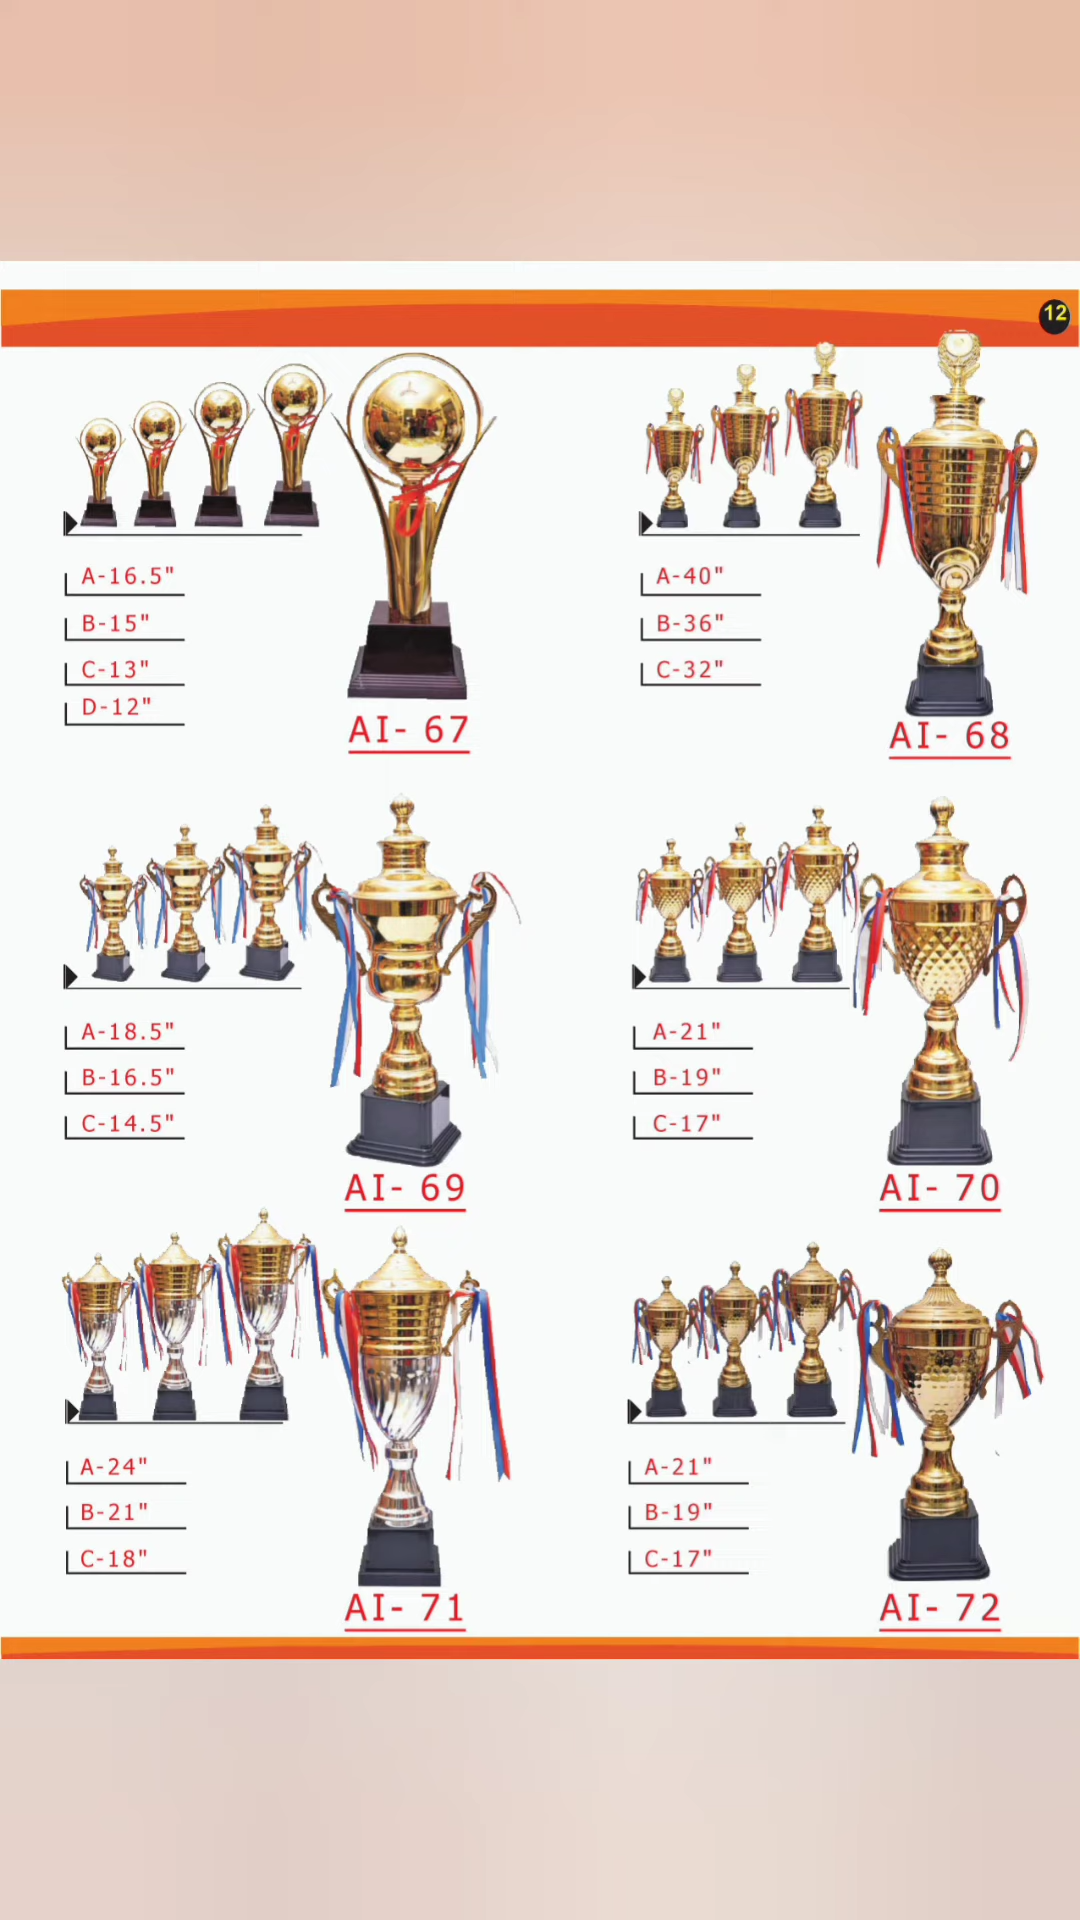 12
A-16.5"
B-15"
C-13"
D-12"
AI- 67
A-40"
B-36"
C-32"
AI- 68
A-18.5"
B-16.5"
C-14.5"
AI- 69
A-21"
B-19"
C-17"
AI- 70
A-24"
B-21"
C-18"
AI- 71
A-21"
B-19"
C-17"
AI- 72